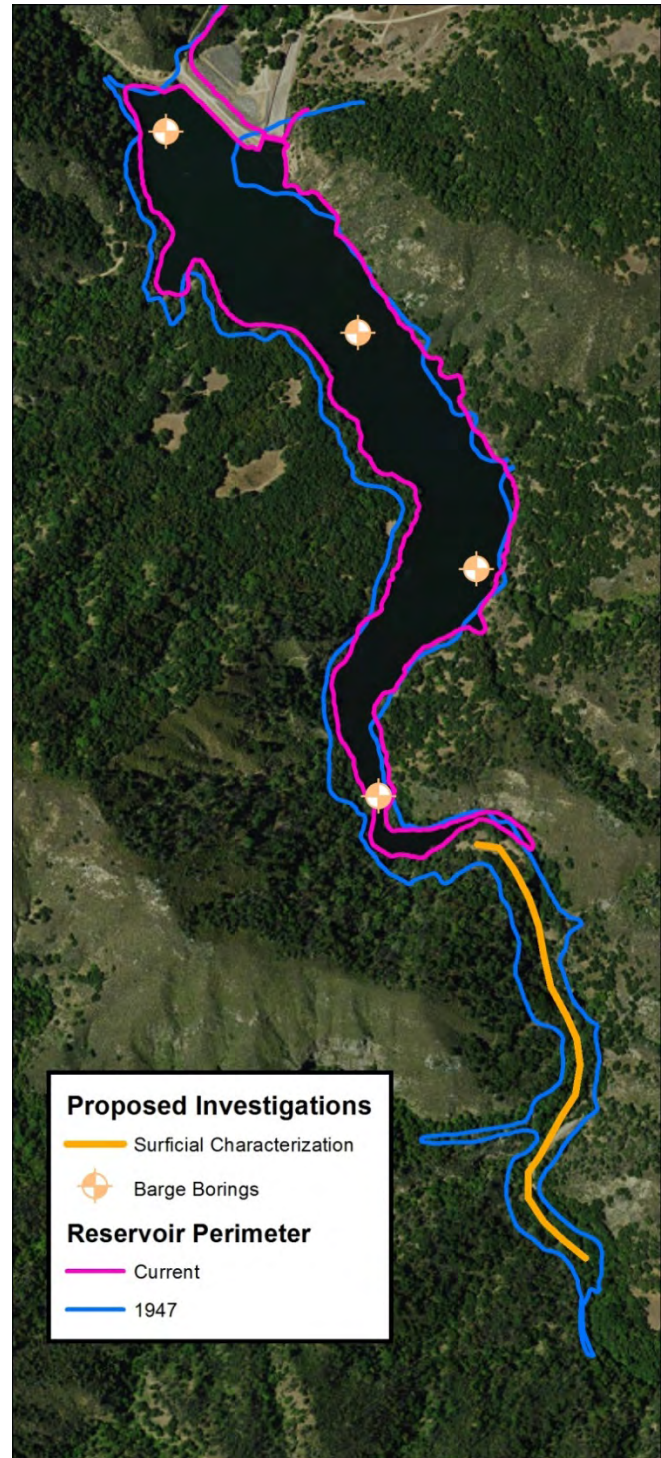 Proposed Investigations
Surficial Characterization
Barge Borings
Reservoir Perimeter
Current
1947